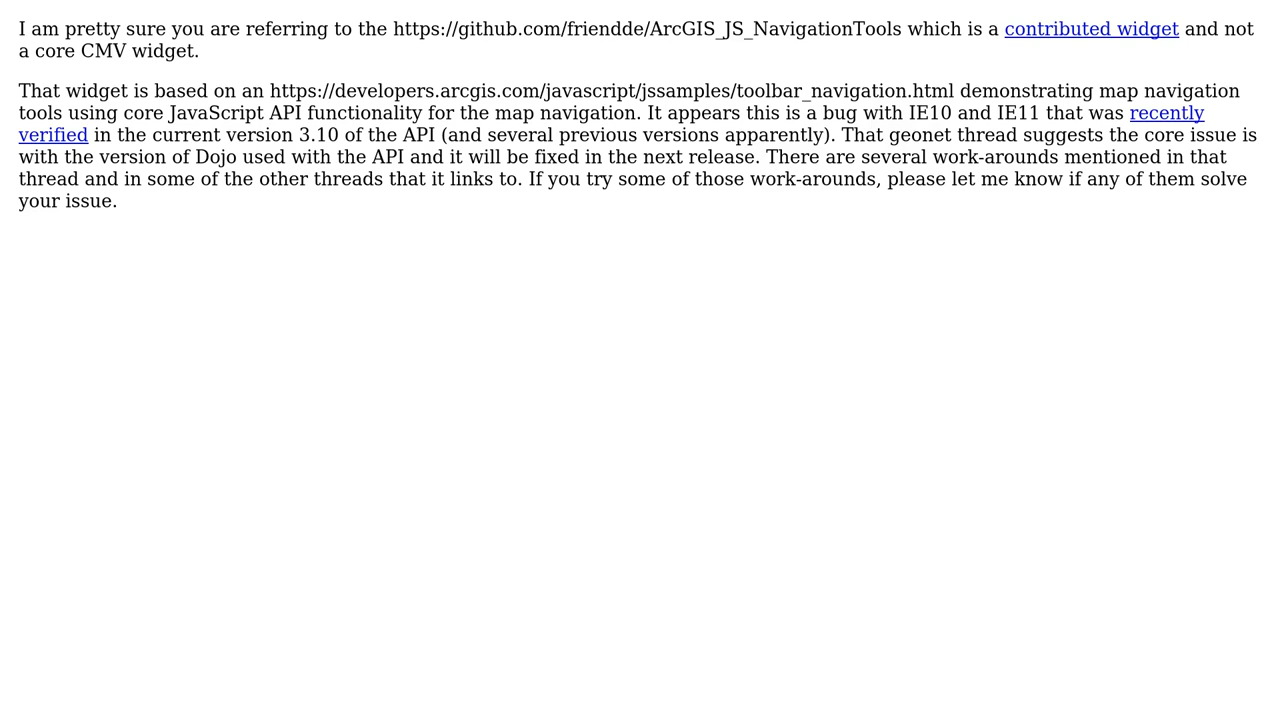 I am pretty sure you are referring to the https://github.com/friendde/ArcGIS_JS_NavigationTools which is a contributed widget and not
a core CMV widget.
That widget is based on an https://developers.arcgis.com/javascript/jssamples/toolbar_navigation.html demonstrating map navigation
tools using core JavaScript API functionality for the map navigation. It appears this is a bug with IE10 and IE11 that was recently
verified in the current version 3.10 of the API (and several previous versions apparently). That geonet thread suggests the core issue is
with the version of Dojo used with the API and it will be fixed in the next release. There are several work-arounds mentioned in that
thread and in some of the other threads that it links to. If you try some of those work-arounds, please let me know if any of them solve
your issue.